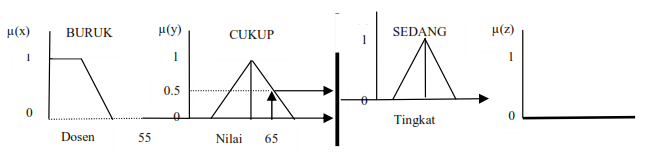 μ(x) BURUK
1
0
Dosen 55
μ(y) CUKUP
1
0.5
0
Nilai 65
SEDANG
1
0
Tingkat
μ(z)
1
0